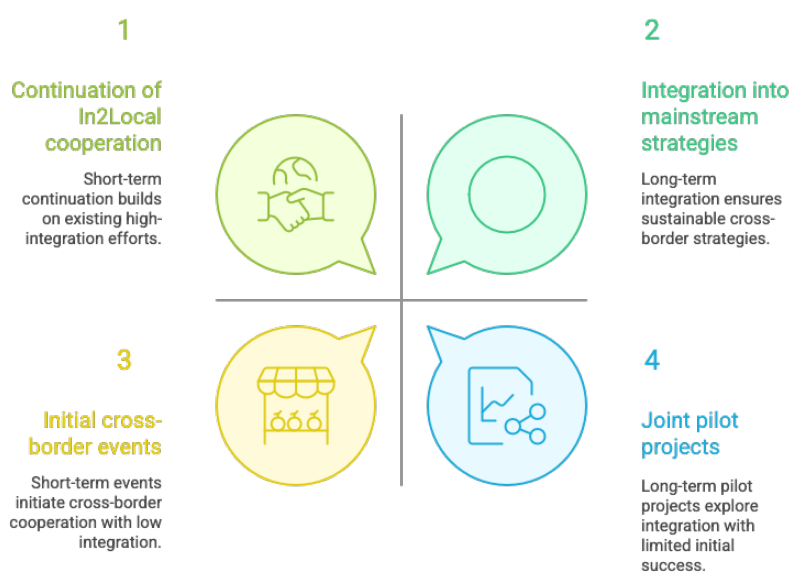 1
Continuation of
In2Local
cooperation
Short-term
continuation builds
on existing high-
integration efforts.
2
Integration into
mainstream
strategies
Long-term
integration ensures
sustainable cross-
border strategies.
3
Initial cross-
border events
Short-term events
initiate cross-border
cooperation with low
integration.
4
Joint pilot
projects
Long-term pilot
projects explore
integration with
limited initial
success.